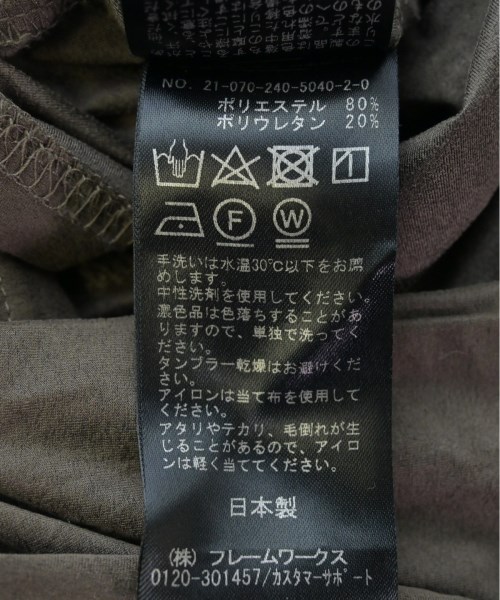 NO. 21-070-240-5040-2-0
ポリエステル 80%
ポリウレタン 20%
F W
手洗いは水温30℃以下をお薦
めします。
中性洗剤を使用してください。
濃色品は色落ちすることがあ
りますので、単独で洗ってく
ださい。
タンブラー乾燥はお避けくだ
さい。
アイロンは当て布を使用して
ください。
アタリやテカリ、毛倒れが生
じることがあるので、アイロ
ンは軽く当ててください。
日本製
(株) フレームワークス
0120-301457/ｶｽﾀﾏｰｻﾎﾟｰﾄ